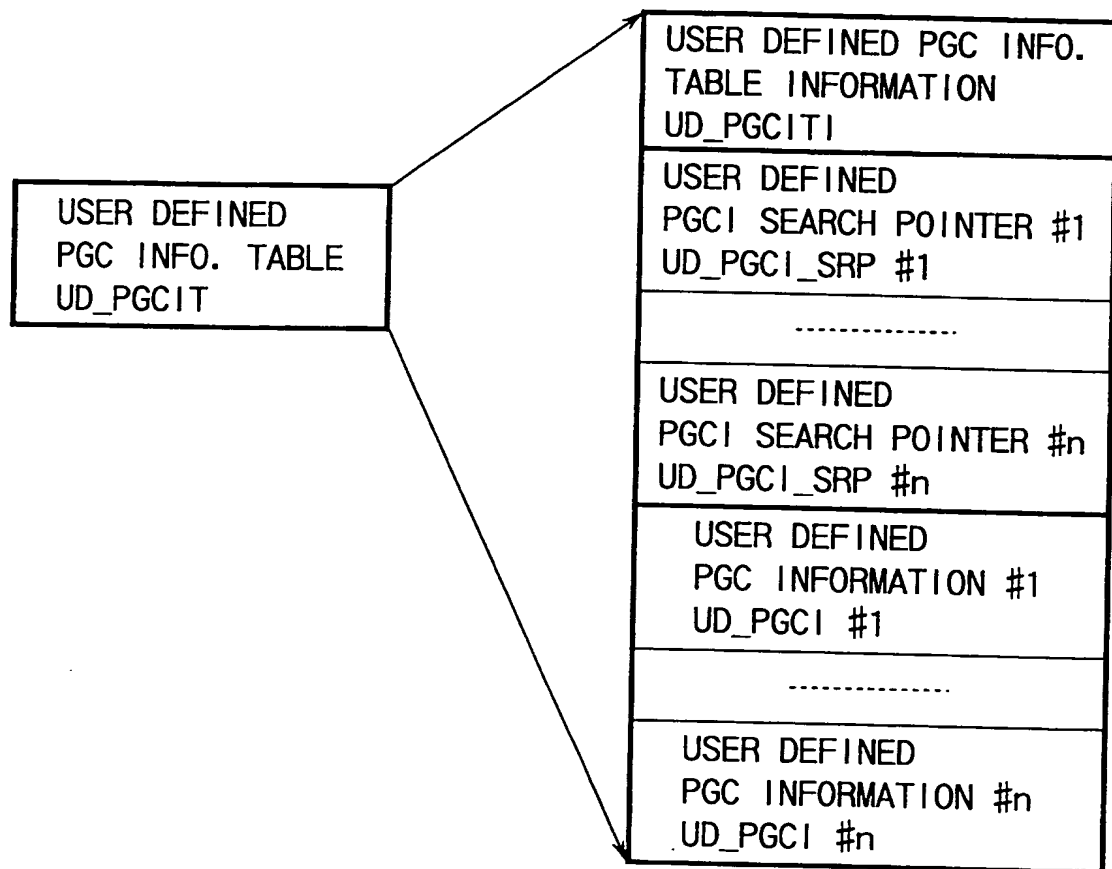 USER DEFINED
PGC INFO. TABLE
UD_PGCIT
USER DEFINED PGC INFO.
TABLE INFORMATION
UD_PGCITI
USER DEFINED
PGCI SEARCH POINTER #1
UD_PGCI_SRP #1
---------------
USER DEFINED
PGCI SEARCH POINTER #n
UD_PGCI_SRP #n
USER DEFINED
PGC INFORMATION #1
UD_PGCI #1
---------------
USER DEFINED
PGC INFORMATION #n
UD_PGCI #n